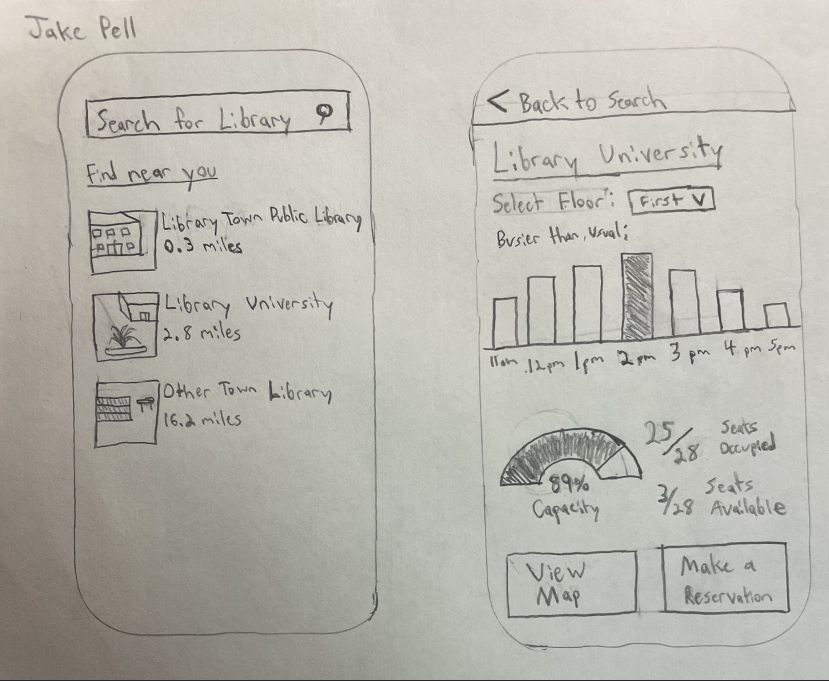 Jake Pell
Search for Library
Find near you
Library Town Public Library
0.3 miles
Library University
2.8 miles
Other Town Library
16.2 miles
< Back to Search
Library University
Select Floor: First V
Busier than usual:
11am 12pm 1pm 2pm 3pm 4pm 5pm
89%
Capacity
25/28 Seats Occupied
3/28 Seats Available
View
Map
Make a
Reservation